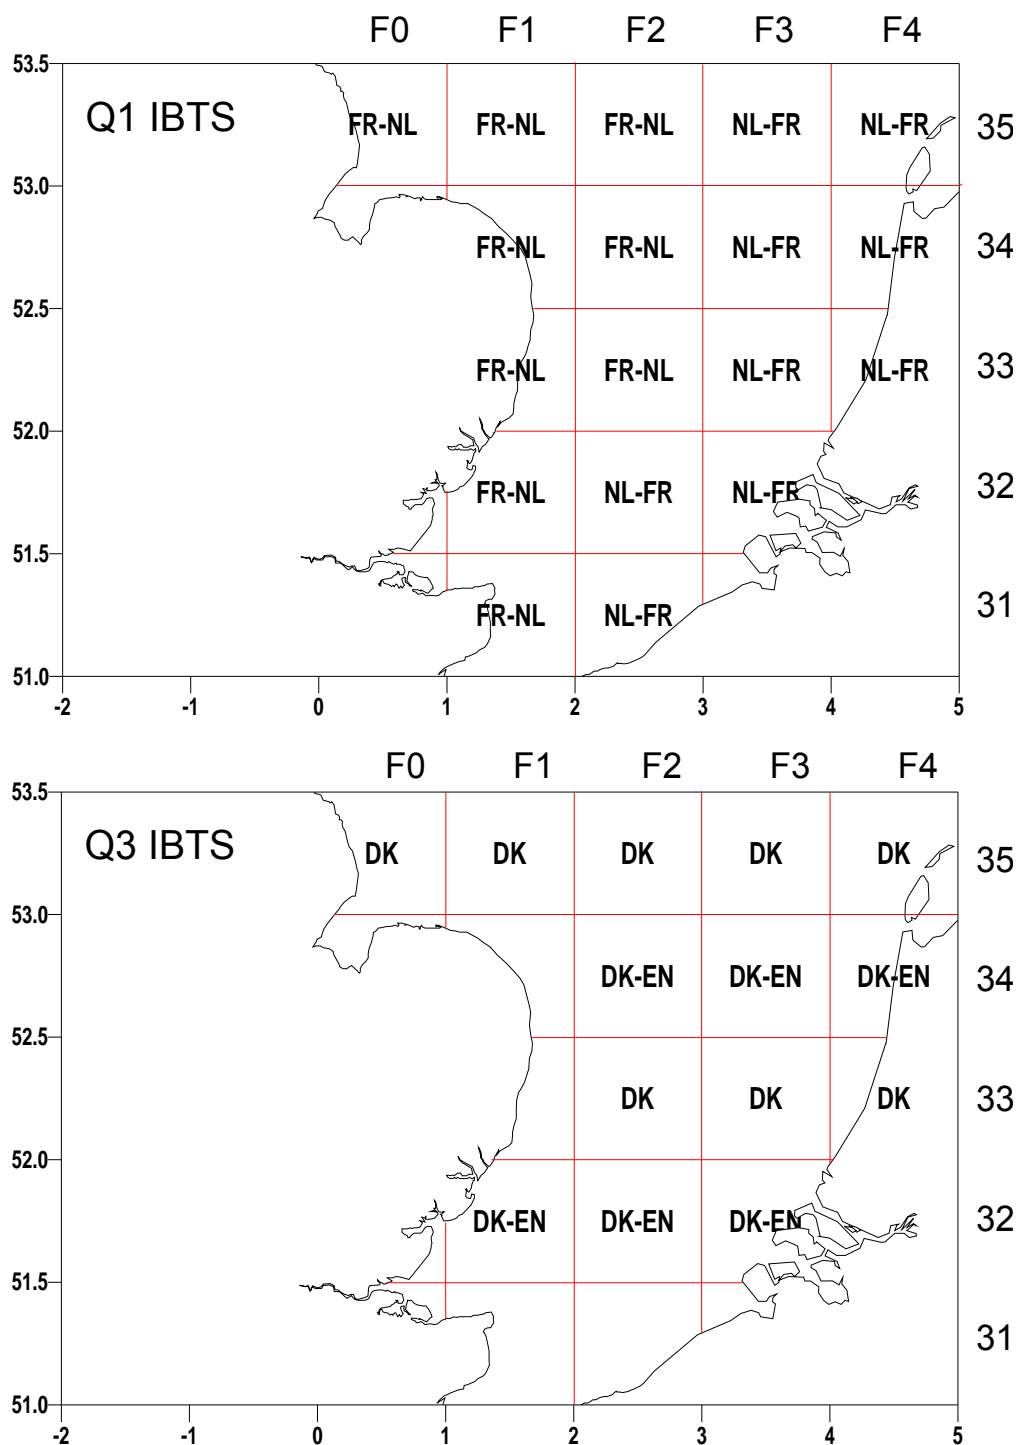 F0 F1 F2 F3 F4
53.5
Q1 IBTS
FR-NL FR-NL FR-NL NL-FR NL-FR 35
53.0
FR-NL FR-NL NL-FR NL-FR 34
52.5
FR-NL FR-NL NL-FR NL-FR 33
52.0
FR-NL NL-FR NL-FR 32
51.5
FR-NL NL-FR 31
51.0
-2 -1 0 1 2 3 4 5
F0 F1 F2 F3 F4
53.5
Q3 IBTS
DK DK DK DK DK 35
53.0
DK-EN DK-EN DK-EN 34
52.5
DK DK DK 33
52.0
DK-EN DK-EN DK-EN 32
51.5
31
51.0
-2 -1 0 1 2 3 4 5